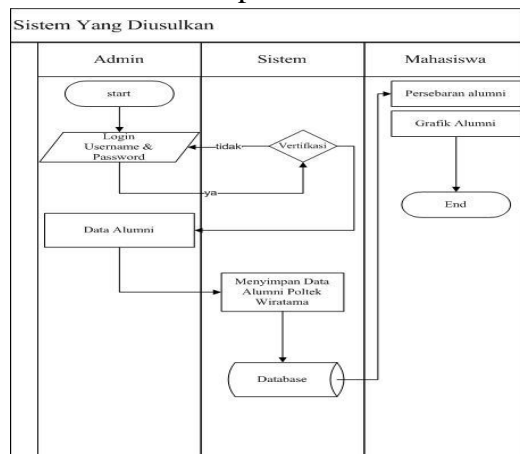 Sistem Yang Diusulkan
Admin
Sistem
Mahasiswa
start
Login
Username &
Password
tidak
Vertifkasi
ya
Data Alumni
Menyimpan Data
Alumni Poltek
Wiratama
Database
Persebaran alumni
Grafik Alumni
End